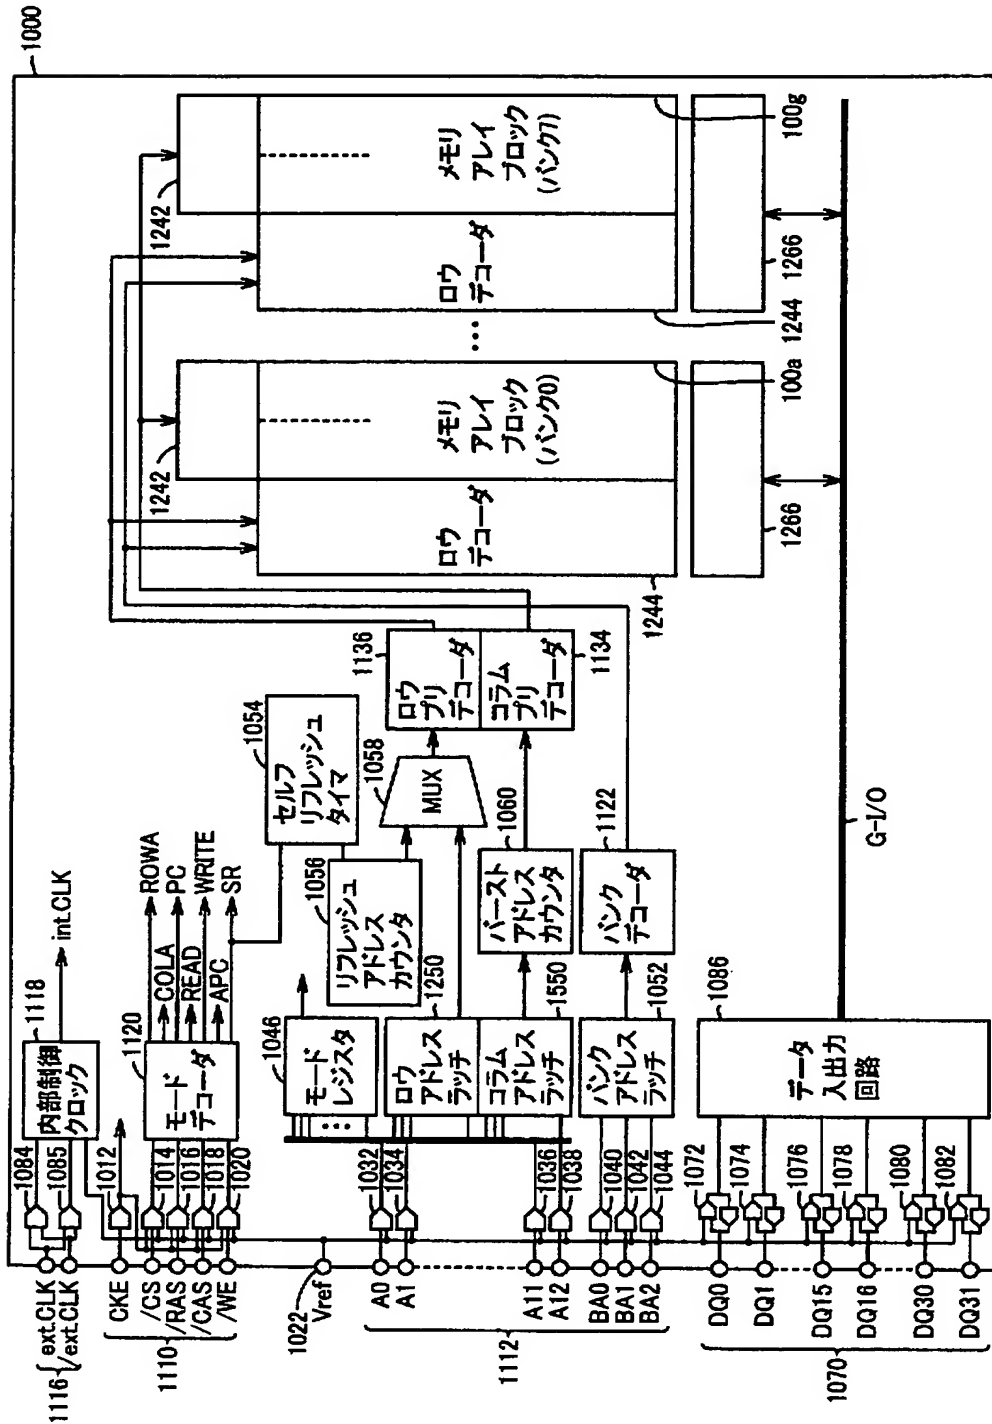 1000
1116
ext.CLK
/ext.CLK
1084
1085
内部制御
クロック
1118
int.CLK
1110
CKE
/CS
/RAS
/CAS
/WE
1012
1014
1016
1018
1020
モード
デコーダ
1120
ROWA
COLA
PC
READ
WRITE
APC
SR
1022
Vref
1112
A0
A1
A11
A12
BA0
BA1
BA2
1032
1034
1036
1038
1040
1042
1044
モード
レジスタ
1046
ロウ
アドレス
ラッチ
1250
コラム
アドレス
ラッチ
1550
バンク
アドレス
ラッチ
1052
セルフ
リフレッシュ
タイマ
1054
リフレッシュ
アドレス
カウンタ
1056
MUX
1058
バースト
アドレス
カウンタ
1060
バンク
デコーダ
1122
ロウ
プリ
デコーダ
1136
コラム
プリ
デコーダ
1134
1242
ロウ
デコーダ
メモリ
アレイ
ブロック
(バンク0)
1244
100a
1266
...
1242
ロウ
デコーダ
メモリ
アレイ
ブロック
(バンク7)
1244
100g
1266
G-I/O
1070
DQ0
DQ1
DQ15
DQ16
DQ30
DQ31
1072
1074
1076
1078
1080
1082
データ
入出力
回路
1086